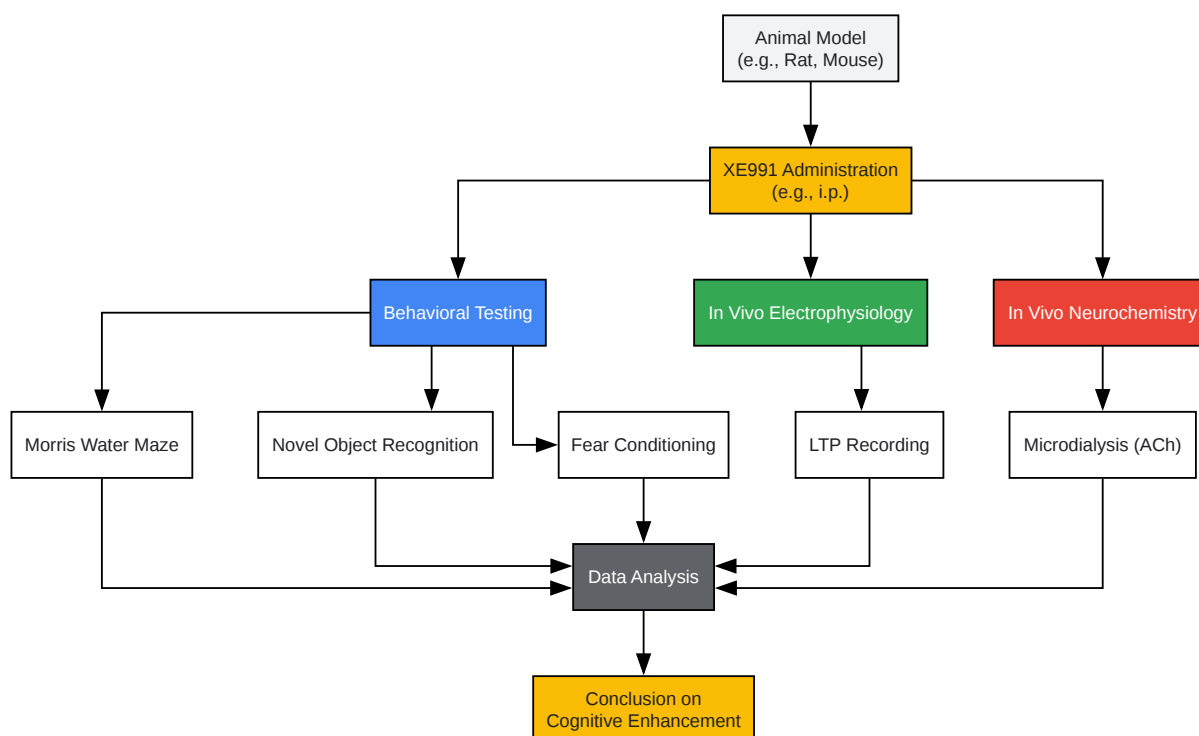 Animal Model
(e.g., Rat, Mouse)
XE991 Administration
(e.g., i.p.)
Behavioral Testing
In Vivo Electrophysiology
In Vivo Neurochemistry
Morris Water Maze
Novel Object Recognition
Fear Conditioning
LTP Recording
Microdialysis (ACh)
Data Analysis
Conclusion on
Cognitive Enhancement